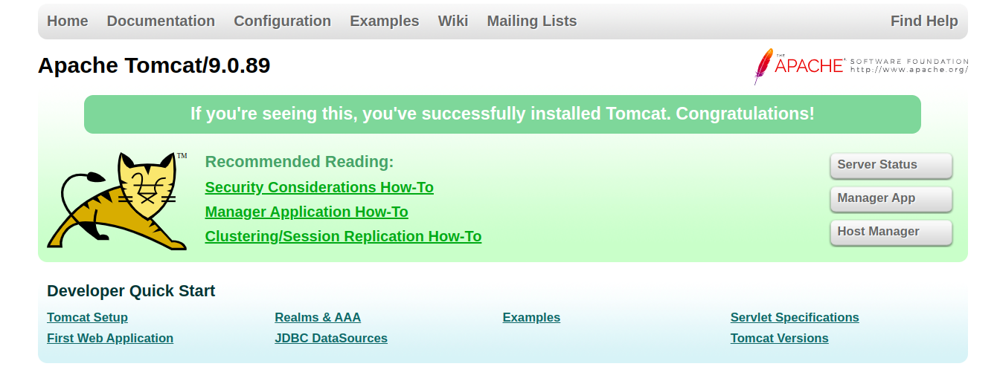 Home Documentation Configuration Examples Wiki Mailing Lists Find Help
Apache Tomcat/9.0.89
THE APACHE SOFTWARE FOUNDATION
http://www.apache.org/
If you're seeing this, you've successfully installed Tomcat. Congratulations!
TM
Recommended Reading:
Security Considerations How-To
Manager Application How-To
Clustering/Session Replication How-To
Server Status
Manager App
Host Manager
Developer Quick Start
Tomcat Setup Realms & AAA Examples Servlet Specifications
First Web Application JDBC DataSources Tomcat Versions